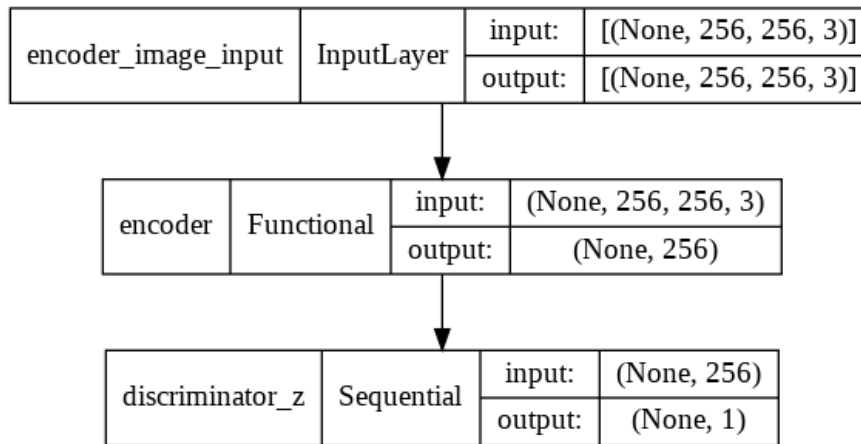 encoder_image_input InputLayer input: [(None, 256, 256, 3)]
output: [(None, 256, 256, 3)]
encoder Functional input: (None, 256, 256, 3)
output: (None, 256)
discriminator_z Sequential input: (None, 256)
output: (None, 1)